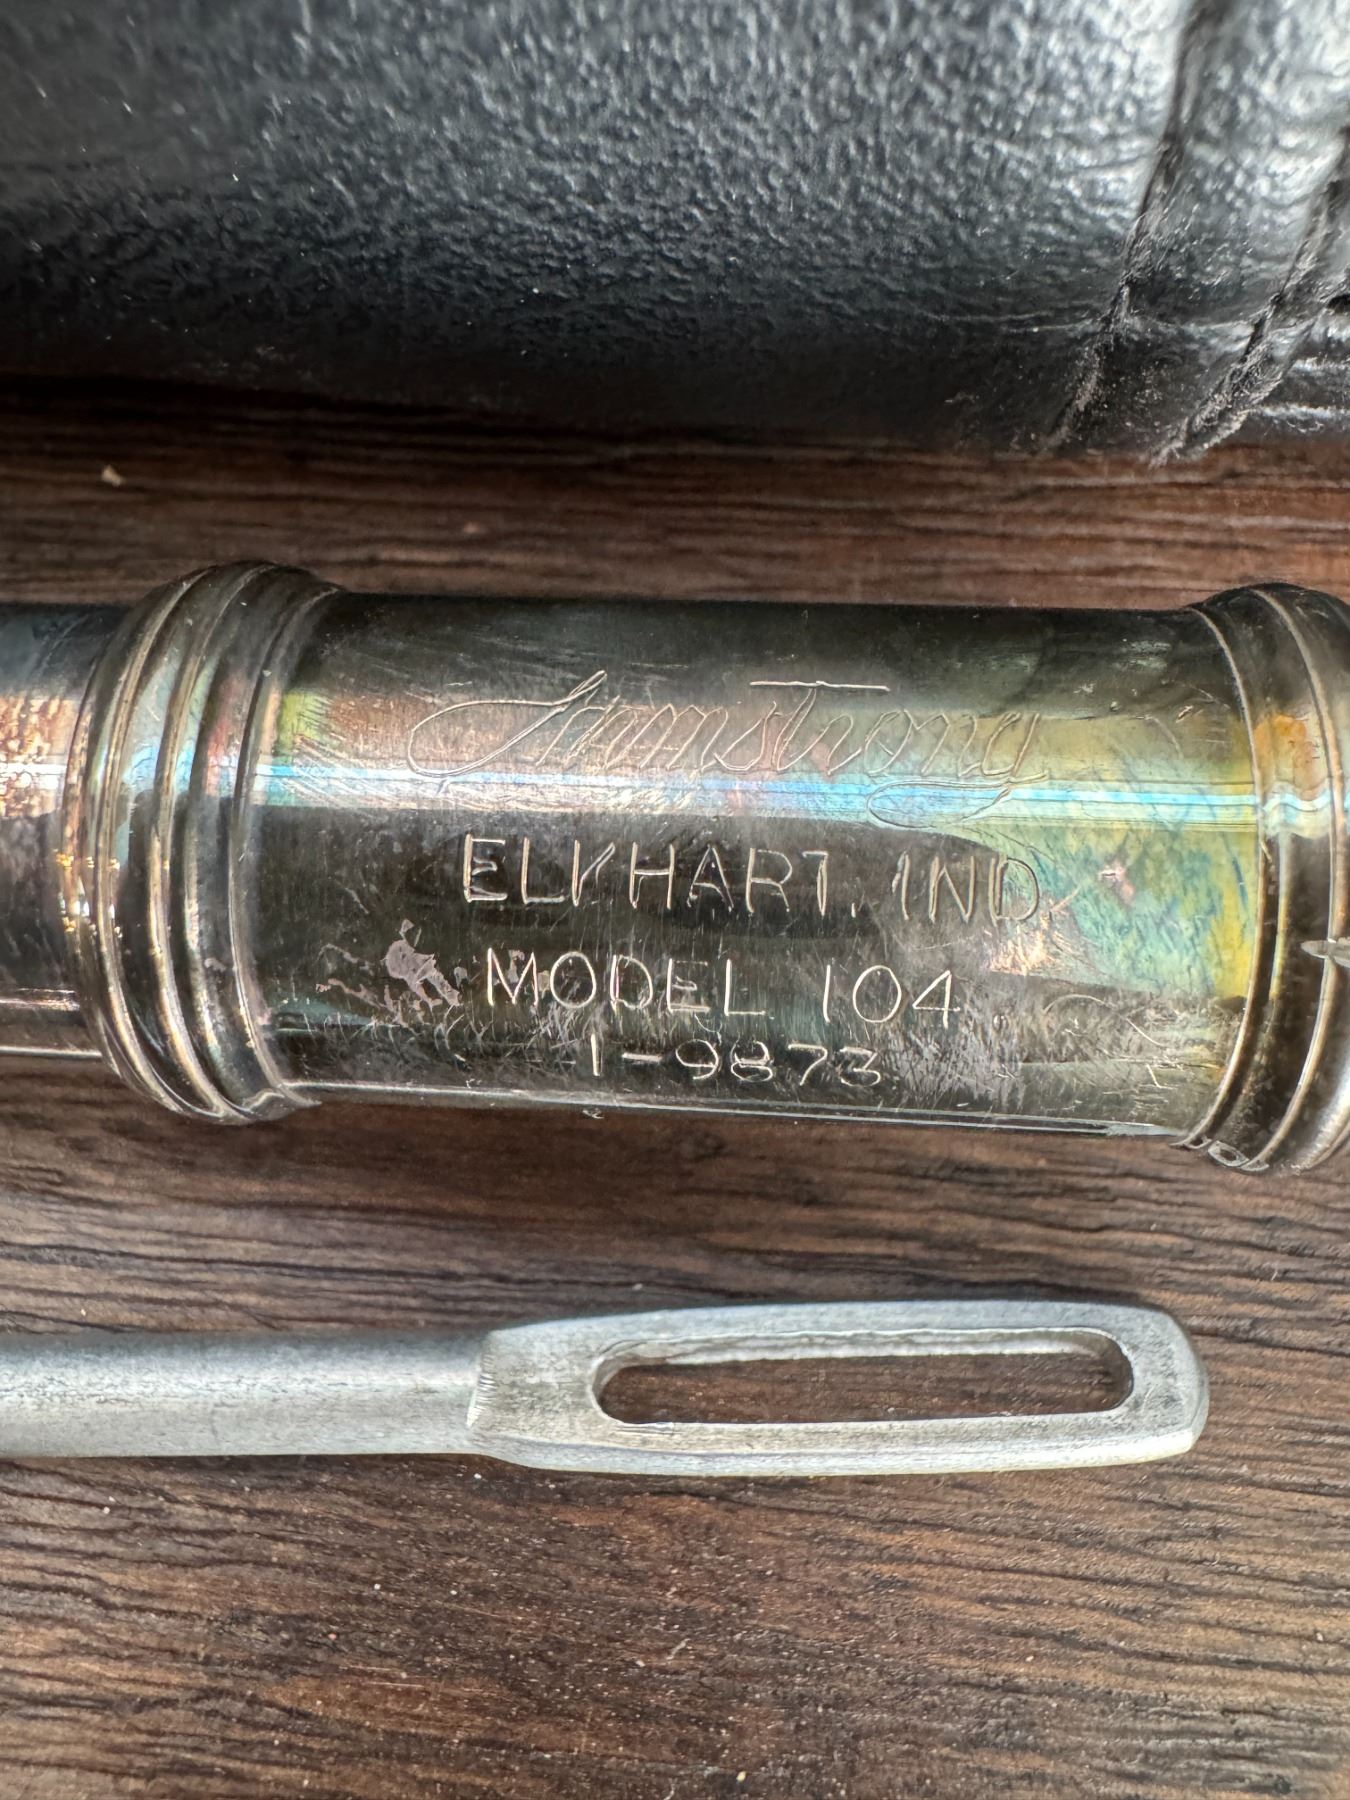 Armstrong
ELKHART, IND.
MODEL 104
1-9873